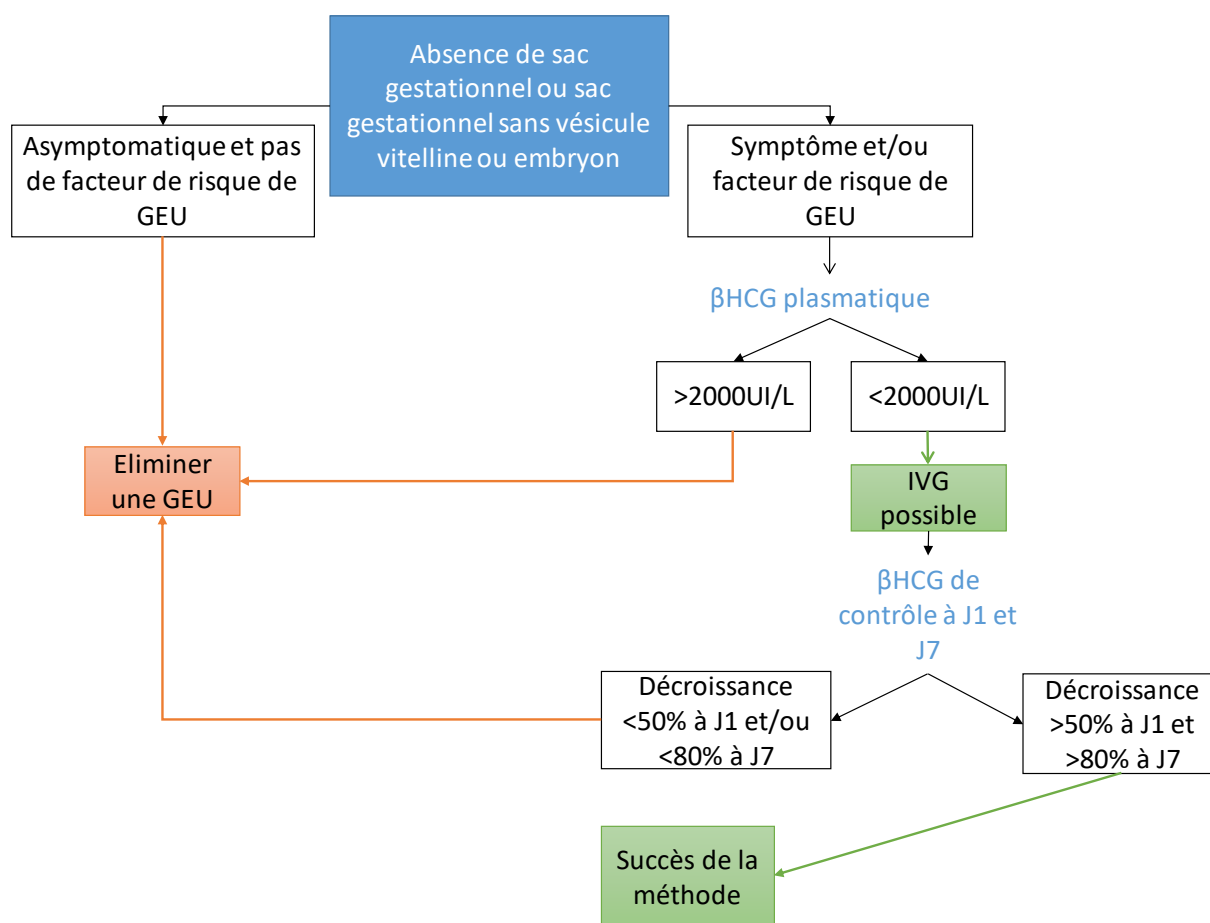 Absence de sac
gestationnel ou sac
gestationnel sans vésicule
vitelline ou embryon
Asymptomatique et pas
de facteur de risque de
GEU
Symptôme et/ou
facteur de risque de
GEU
βHCG plasmatique
>2000UI/L
<2000UI/L
Eliminer
une GEU
IVG
possible
βHCG de
contrôle à J1 et
J7
Décroissance
<50% à J1 et/ou
<80% à J7
Décroissance
>50% à J1 et
>80% à J7
Succès de la
méthode